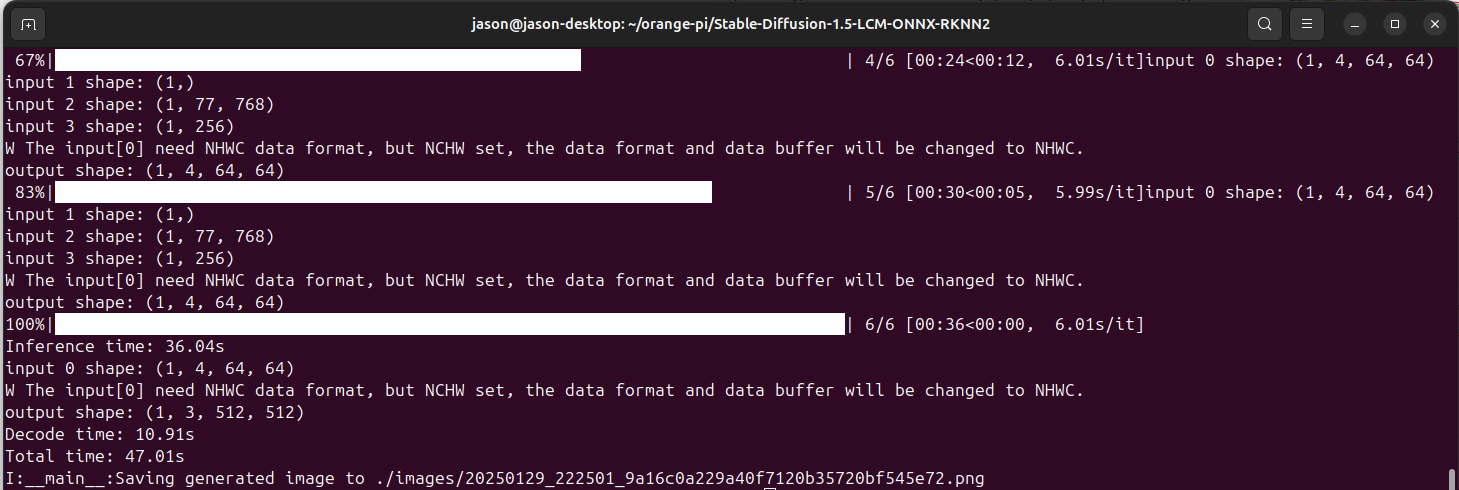 jason@jason-desktop: ~/orange-pi/Stable-Diffusion-1.5-LCM-ONNX-RKNN2
67%| | 4/6 [00:24<00:12, 6.01s/it]input 0 shape: (1, 4, 64, 64)
input 1 shape: (1,)
input 2 shape: (1, 77, 768)
input 3 shape: (1, 256)
W The input[0] need NHWC data format, but NCHW set, the data format and data buffer will be changed to NHWC.
output shape: (1, 4, 64, 64)
83%| | 5/6 [00:30<00:05, 5.99s/it]input 0 shape: (1, 4, 64, 64)
input 1 shape: (1,)
input 2 shape: (1, 77, 768)
input 3 shape: (1, 256)
W The input[0] need NHWC data format, but NCHW set, the data format and data buffer will be changed to NHWC.
output shape: (1, 4, 64, 64)
100%| | 6/6 [00:36<00:00, 6.01s/it]
Inference time: 36.04s
input 0 shape: (1, 4, 64, 64)
W The input[0] need NHWC data format, but NCHW set, the data format and data buffer will be changed to NHWC.
output shape: (1, 3, 512, 512)
Decode time: 10.91s
Total time: 47.01s
I:__main__:Saving generated image to ./images/20250129_222501_9a16c0a229a40f7120b35720bf545e72.png